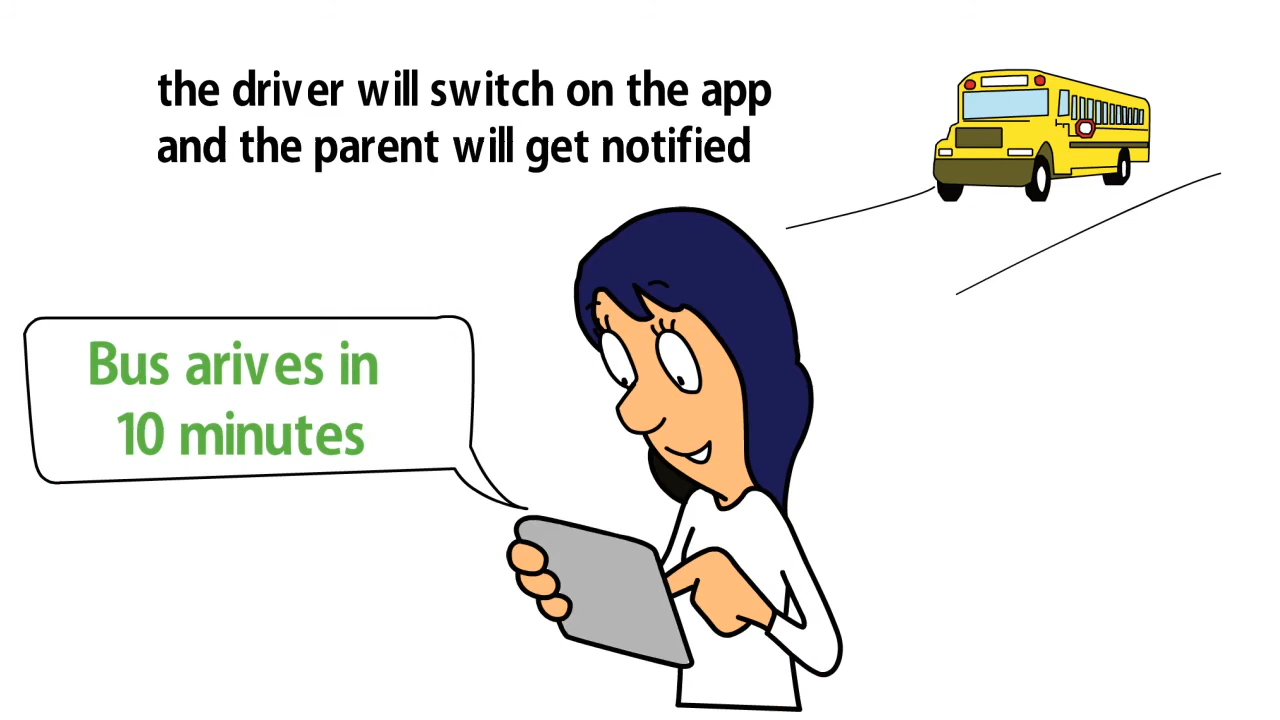 the driver will switch on the app
and the parent will get notified
Bus arives in
10 minutes